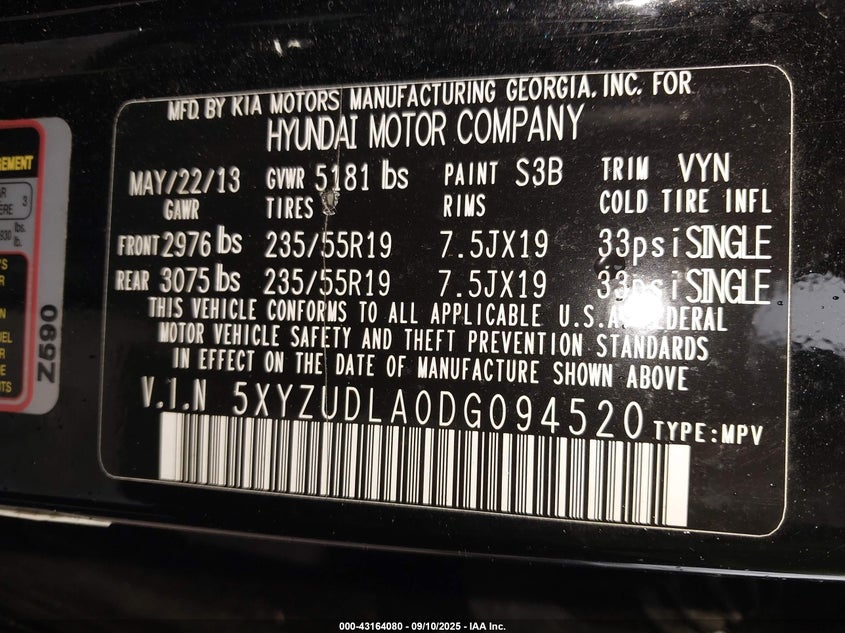 MFD. BY KIA MOTORS MANUFACTURING GEORGIA, INC. FOR
HYUNDAI MOTOR COMPANY
MAY/22/13 GVWR 5181 lbs PAINT S3B TRIM VYN
GAWR TIRES RIMS COLD TIRE INFL
FRONT 2976 lbs 235/55R19 7.5JX19 33psi SINGLE
REAR 3075 lbs 235/55R19 7.5JX19 33psi SINGLE
THIS VEHICLE CONFORMS TO ALL APPLICABLE U.S.A. FEDERAL
MOTOR VEHICLE SAFETY AND THEFT PREVENTION STANDARDS
IN EFFECT ON THE DATE OF MANUFACTURE SHOWN ABOVE
V.I.N 5XYZUDLA0DG094520 TYPE:MPV
Z590
000-43164080 - 09/10/2025 - IAA Inc.